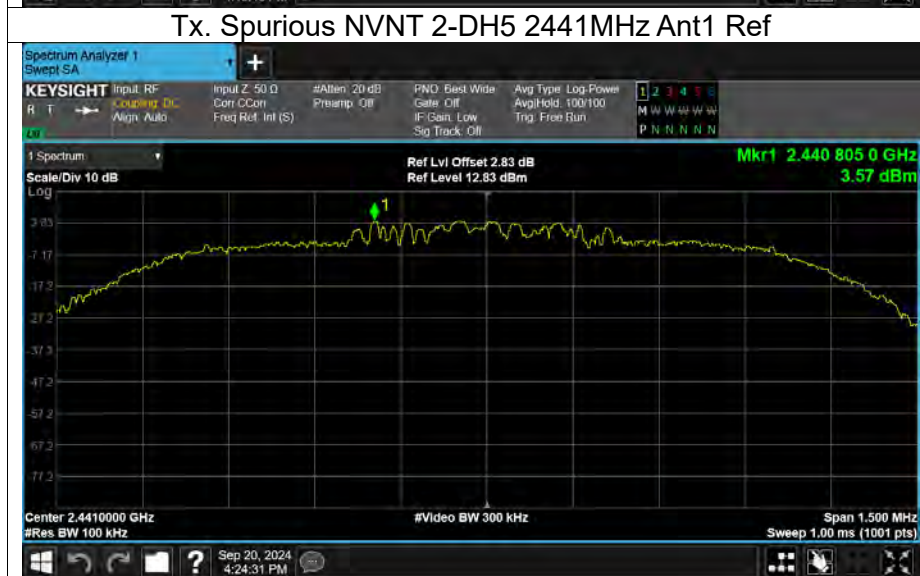 Tx. Spurious NVNT 2-DH5 2441MHz Ant1 Ref
Spectrum Analyzer 1
Swept SA
+
KEYSIGHT
R T
Input: RF
Coupling: DC
Align: Auto
Input Z: 50 Ω
Corr CCorr
Freq Ref: Int (S)
#Atten: 20 dB
Preamp: Off
PNO: Best Wide
Gate: Off
IF Gain: Low
Sig Track: Off
Avg Type: Log-Power
Avg|Hold: 100/100
Trig: Free Run
1 2 3 4 5 6
M W W W W W
P N N N N N
1 Spectrum
Scale/Div 10 dB
Log
Ref Lvl Offset 2.83 dB
Ref Level 12.83 dBm
Mkr1 2.440 805 0 GHz
3.57 dBm
1
-7.17
-17.2
-27.2
-37.3
-47.2
-57.2
-67.2
-77.2
Center 2.4410000 GHz
#Res BW 100 kHz
#Video BW 300 kHz
Span 1.500 MHz
Sweep 1.00 ms (1001 pts)
?
Sep 20, 2024
4:24:31 PM